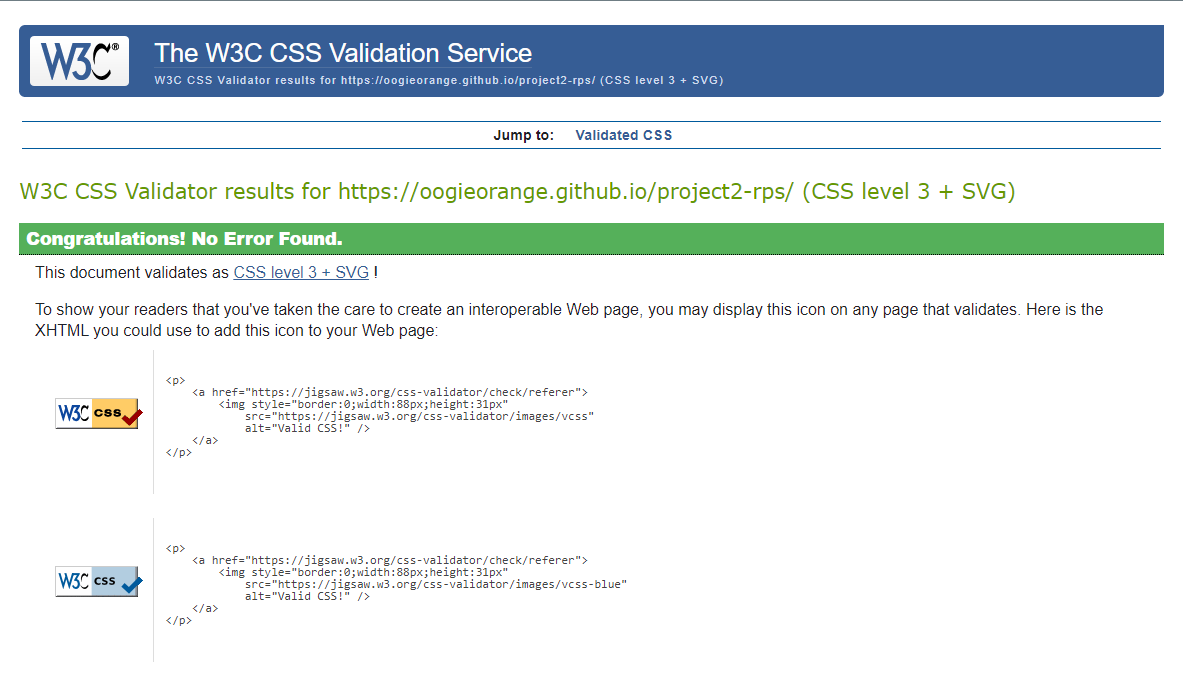 W3C®
The W3C CSS Validation Service
W3C CSS Validator results for https://oogieorange.github.io/project2-rps/ (CSS level 3 + SVG)
Jump to: Validated CSS
W3C CSS Validator results for https://oogieorange.github.io/project2-rps/ (CSS level 3 + SVG)
Congratulations! No Error Found.
This document validates as CSS level 3 + SVG !
To show your readers that you've taken the care to create an interoperable Web page, you may display this icon on any page that validates. Here is the
XHTML you could use to add this icon to your Web page:
W3C css
<p>
<a href="https://jigsaw.w3.org/css-validator/check/referer">
<img style="border:0;width:88px;height:31px"
src="https://jigsaw.w3.org/css-validator/images/vcss"
alt="Valid CSS!" />
</a>
</p>
W3C css
<p>
<a href="https://jigsaw.w3.org/css-validator/check/referer">
<img style="border:0;width:88px;height:31px"
src="https://jigsaw.w3.org/css-validator/images/vcss-blue"
alt="Valid CSS!" />
</a>
</p>